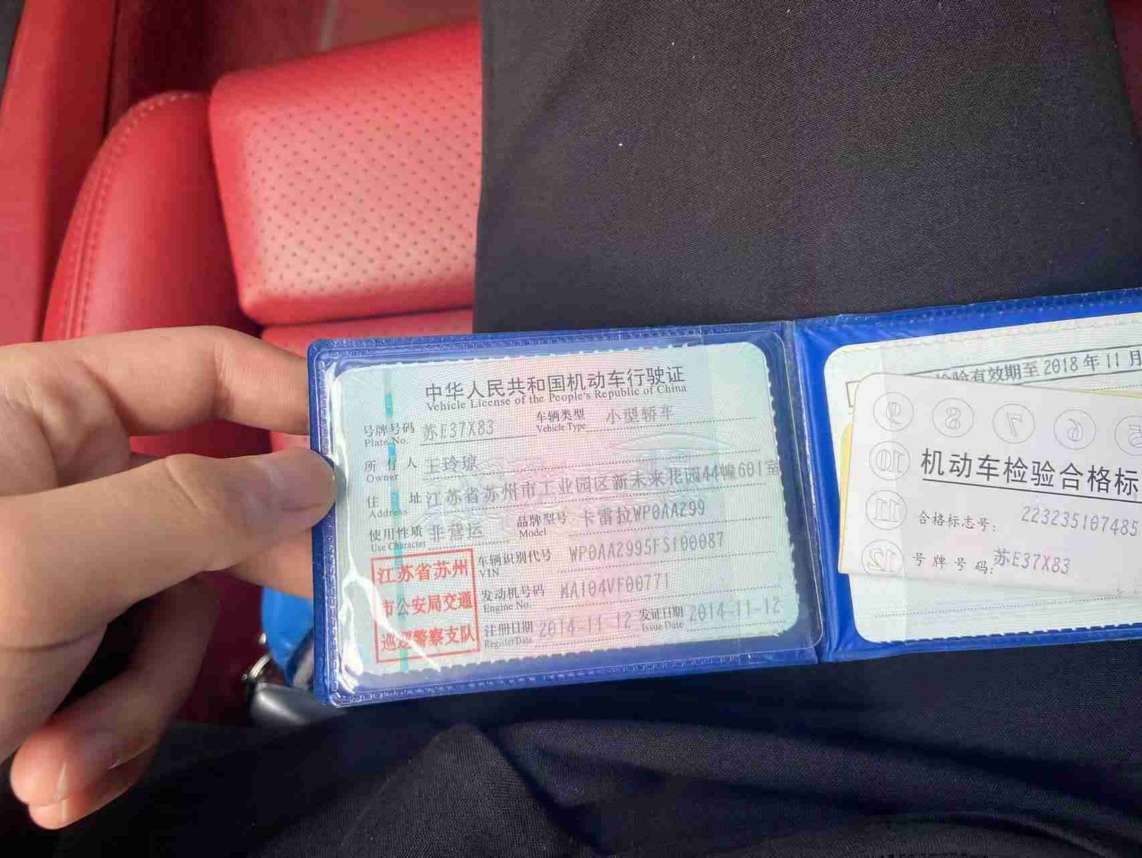 中华人民共和国机动车行驶证
Vehicle License of the People's Republic of China
号牌号码 苏E37X83 车辆类型 小型轿车
Plate No. Vehicle Type
所有人 王玲琼
Owner
住址 江苏省苏州市工业园区新未来花园44幢601室
Address
使用性质 非营运 品牌型号 卡雷拉WP0AA299
Use Character Model
江苏省苏州
市公安局交通
巡逻警察支队
车辆识别代号 WP0AA2995FS100087
VIN
发动机号码 MA104VF00771
Engine No.
注册日期 2014-11-12 发证日期 2014-11-12
Register Date Issue Date
检验有效期至 2018年11月
9 8 7 6 5
10
11
12
机动车检验合格标
合格标志号: 223235107485
号牌号码: 苏E37X83